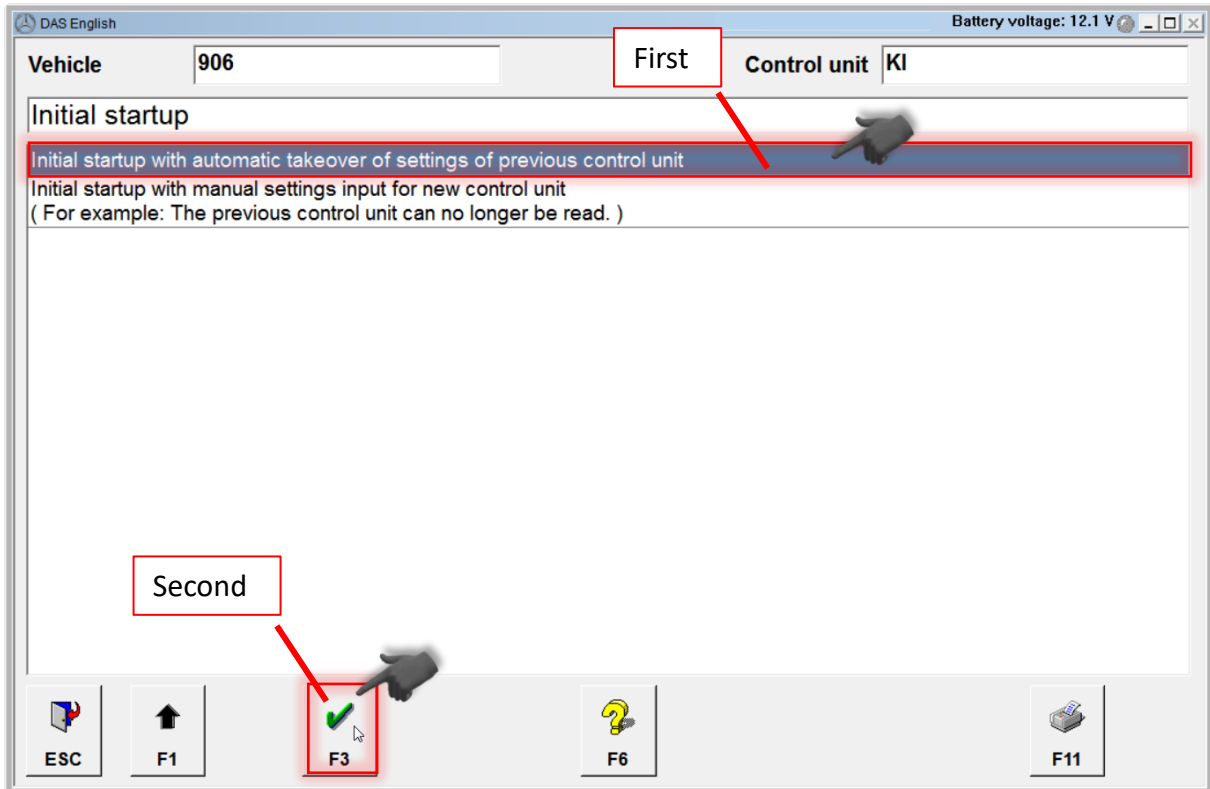 DAS English
Battery voltage: 12.1 V
Vehicle 906 First Control unit KI
Initial startup
Initial startup with automatic takeover of settings of previous control unit
Initial startup with manual settings input for new control unit
( For example: The previous control unit can no longer be read. )
Second
ESC F1 F3 F6 F11